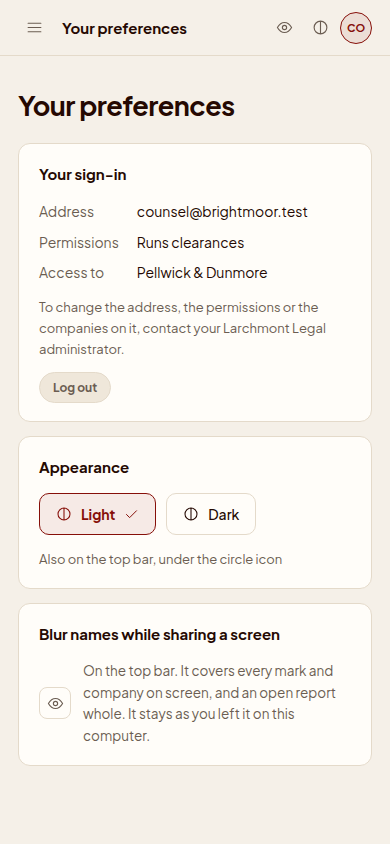 Your preferences
CO
Your preferences
Your sign-in
Address counsel@brightmoor.test
Permissions Runs clearances
Access to Pellwick & Dunmore
To change the address, the permissions or the
companies on it, contact your Larchmont Legal
administrator.
Log out
Appearance
Light
Dark
Also on the top bar, under the circle icon
Blur names while sharing a screen
On the top bar. It covers every mark and
company on screen, and an open report
whole. It stays as you left it on this
computer.